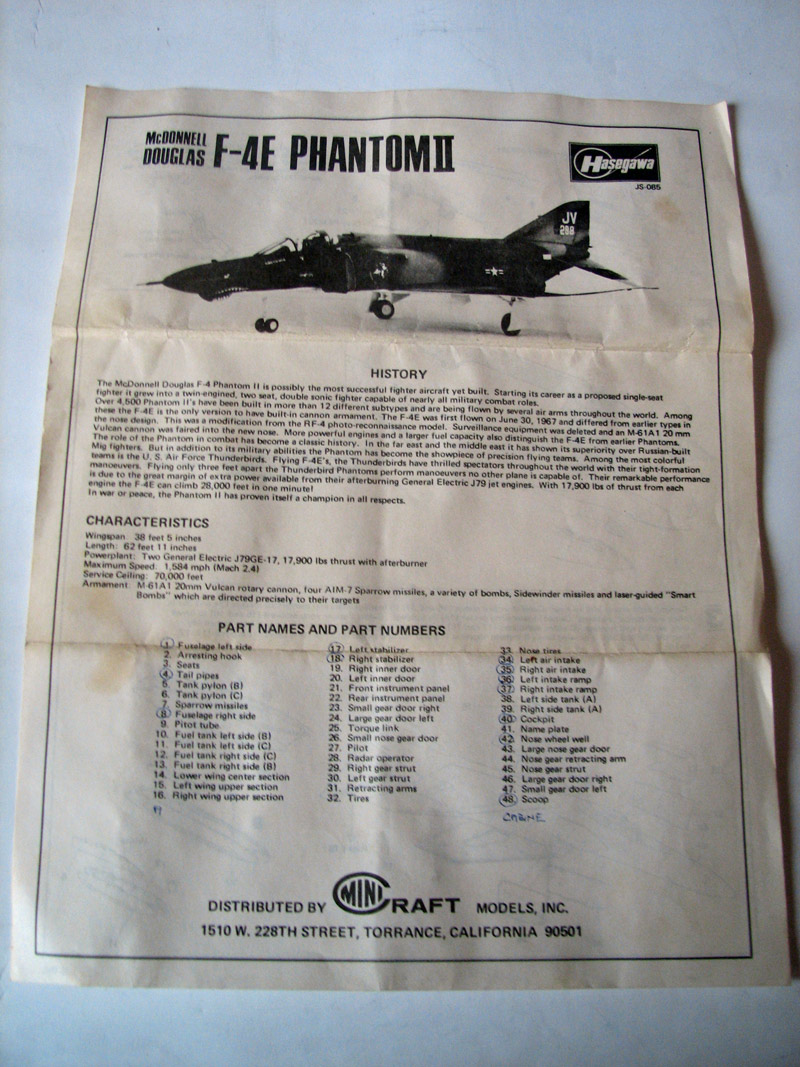 McDONNELL
DOUGLAS F-4E PHANTOM II
Hasegawa
JS-085
JV
288
HISTORY
The McDonnell Douglas F-4 Phantom II is possibly the most successful fighter aircraft yet built. Starting its career as a proposed single-seat
fighter it grew into a twin-engined, two seat, double sonic fighter capable of nearly all military combat roles.
Over 4,500 Phantom II's have been built in more than 12 different subtypes and are being flown by several air arms throughout the world. Among
these the F-4E is the only version to have built-in cannon armament. The F-4E was first flown on June 30, 1967 and differed from earlier types in
the nose design. This was a modification from the RF-4 photo-reconnaissance model. Surveillance equipment was deleted and an M-61A1 20 mm
Vulcan cannon was faired into the new nose. More powerful engines and a larger fuel capacity also distinguish the F-4E from earlier Phantoms.
The role of the Phantom in combat has become a classic history. In the far east and the middle east it has shown its superiority over Russian-built
Mig fighters. But in addition to its military abilities the Phantom has become the showpiece of precision flying teams. Among the most colorful
teams is the U. S. Air Force Thunderbirds. Flying F-4E's, the Thunderbirds have thrilled spectators throughout the world with their tight-formation
manoeuvers. Flying only three feet apart the Thunderbird Phantoms perform manoeuvers no other plane is capable of. Their remarkable performance
is due to the great margin of extra power available from their afterburning General Electric J79 jet engines. With 17,900 lbs of thrust from each
engine the F-4E can climb 28,000 feet in one minute!
In war or peace, the Phantom II has proven itself a champion in all respects.
CHARACTERISTICS
Wingspan: 38 feet 5 inches
Length: 62 feet 11 inches
Powerplant: Two General Electric J79GE-17, 17,900 lbs thrust with afterburner
Maximum Speed: 1,584 mph (Mach 2.4)
Service Ceiling: 70,000 feet
Armament: M-61A1 20mm Vulcan rotary cannon, four AIM-7 Sparrow missiles, a variety of bombs, Sidewinder missiles and laser-guided "Smart
Bombs" which are directed precisely to their targets
PART NAMES AND PART NUMBERS
1. Fuselage left side
2. Arresting hook
3. Seats
4. Tail pipes
5. Tank pylon (B)
6. Tank pylon (C)
7. Sparrow missiles
8. Fuselage right side
9. Pitot tube
10. Fuel tank left side (B)
11. Fuel tank left side (C)
12. Fuel tank right side (C)
13. Fuel tank right side (B)
14. Lower wing center section
15. Left wing upper section
16. Right wing upper section
17. Left stabilizer
18. Right stabilizer
19. Right inner door
20. Left inner door
21. Front instrument panel
22. Rear instrument panel
23. Small gear door right
24. Large gear door left
25. Torque link
26. Small nose gear door
27. Pilot
28. Radar operator
29. Right gear strut
30. Left gear strut
31. Retracting arms
32. Tires
33. Nose tires
34. Left air intake
35. Right air intake
36. Left intake ramp
37. Right intake ramp
38. Left side tank (A)
39. Right side tank (A)
40. Cockpit
41. Name plate
42. Nose wheel well
43. Large nose gear door
44. Nose gear retracting arm
45. Nose gear strut
46. Large gear door right
47. Small gear door left
48. Scoop
DISTRIBUTED BY MINICRAFT MODELS, INC.
1510 W. 228TH STREET, TORRANCE, CALIFORNIA 90501